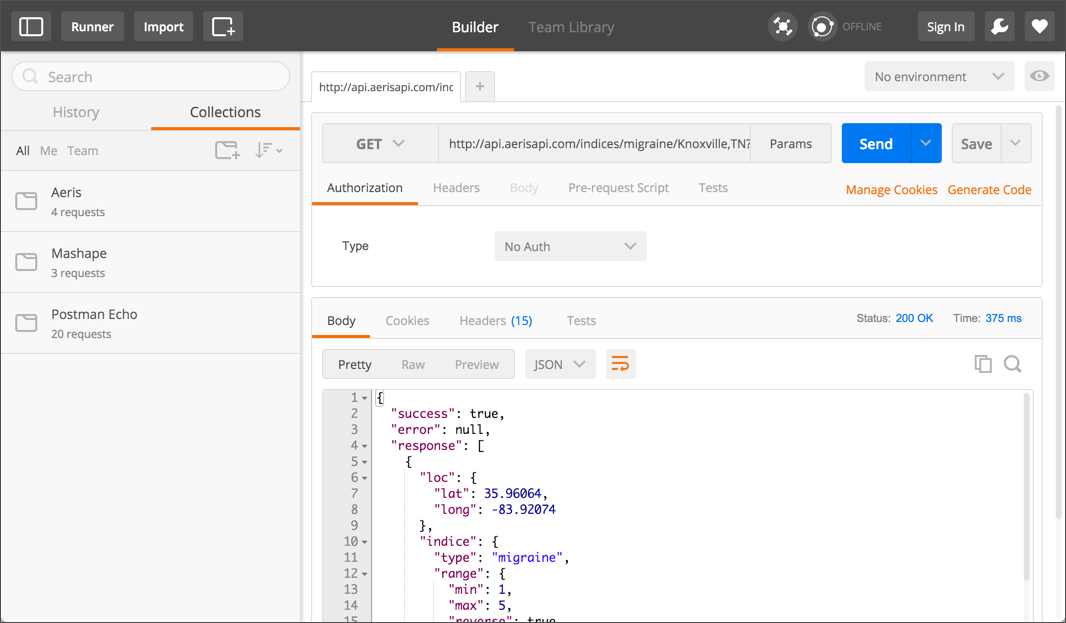 Runner Import Builder Team Library OFFLINE Sign In
Search
History Collections
All Me Team
Aeris
4 requests
Mashape
3 requests
Postman Echo
20 requests
http://api.aerisapi.com/inc + No environment
GET http://api.aerisapi.com/indices/migraine/Knoxville,TN? Params Send Save
Authorization Headers Body Pre-request Script Tests Manage Cookies Generate Code
Type No Auth
Body Cookies Headers (15) Tests Status: 200 OK Time: 375 ms
Pretty Raw Preview JSON
1 {
2 "success": true,
3 "error": null,
4 "response": [
5 {
6 "loc": {
7 "lat": 35.96064,
8 "long": -83.92074
9 },
10 "indice": {
11 "type": "migraine",
12 "range": {
13 "min": 1,
14 "max": 5,
15 "reverse": true